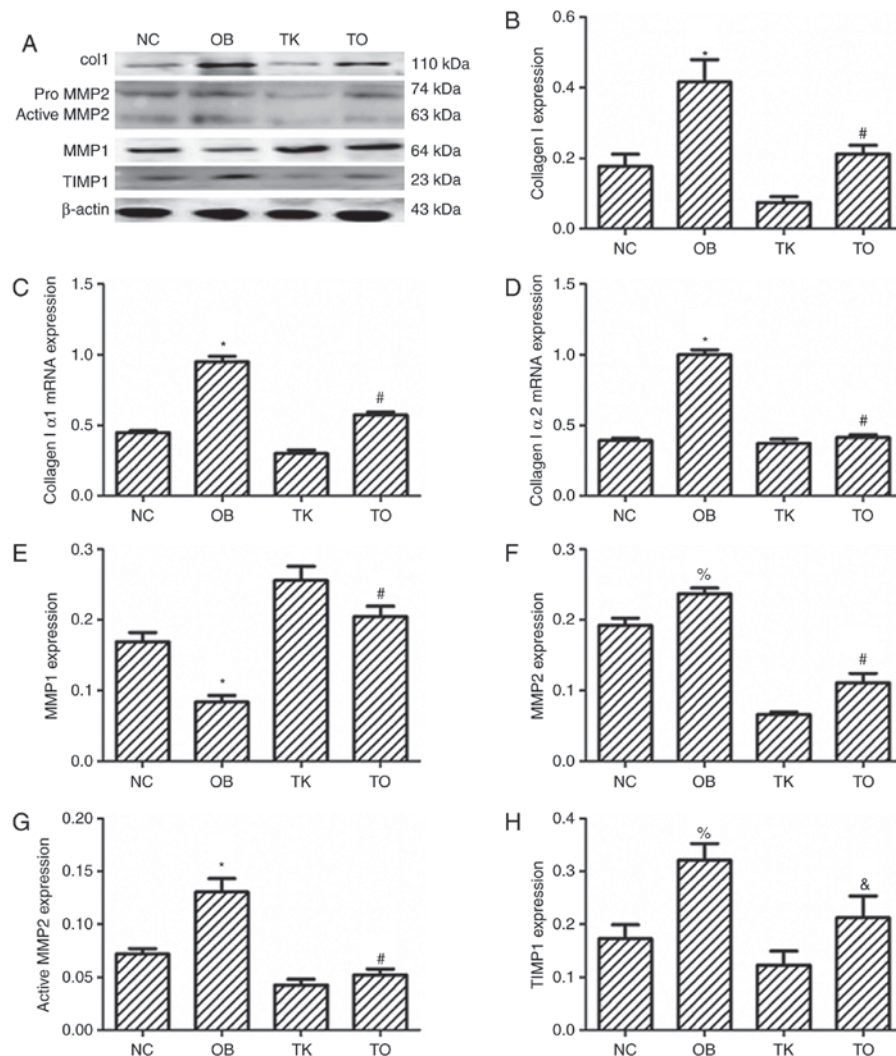 A
NC OB TK TO
col1 110 kDa
Pro MMP2 74 kDa
Active MMP2 63 kDa
MMP1 64 kDa
TIMP1 23 kDa
β-actin 43 kDa
B
Collagen I expression
0.6
0.4
0.2
0.0
*
#
NC OB TK TO
C
Collagen I α1 mRNA expression
1.5
1.0
0.5
0.0
*
#
NC OB TK TO
D
Collagen I α 2 mRNA expression
1.5
1.0
0.5
0.0
*
#
NC OB TK TO
E
MMP1 expression
0.3
0.2
0.1
0.0
*
#
NC OB TK TO
F
MMP2 expression
0.3
0.2
0.1
0.0
%
#
NC OB TK TO
G
Active MMP2 expression
0.20
0.15
0.10
0.05
0.00
*
#
NC OB TK TO
H
TIMP1 expression
0.4
0.3
0.2
0.1
0.0
%
&
NC OB TK TO